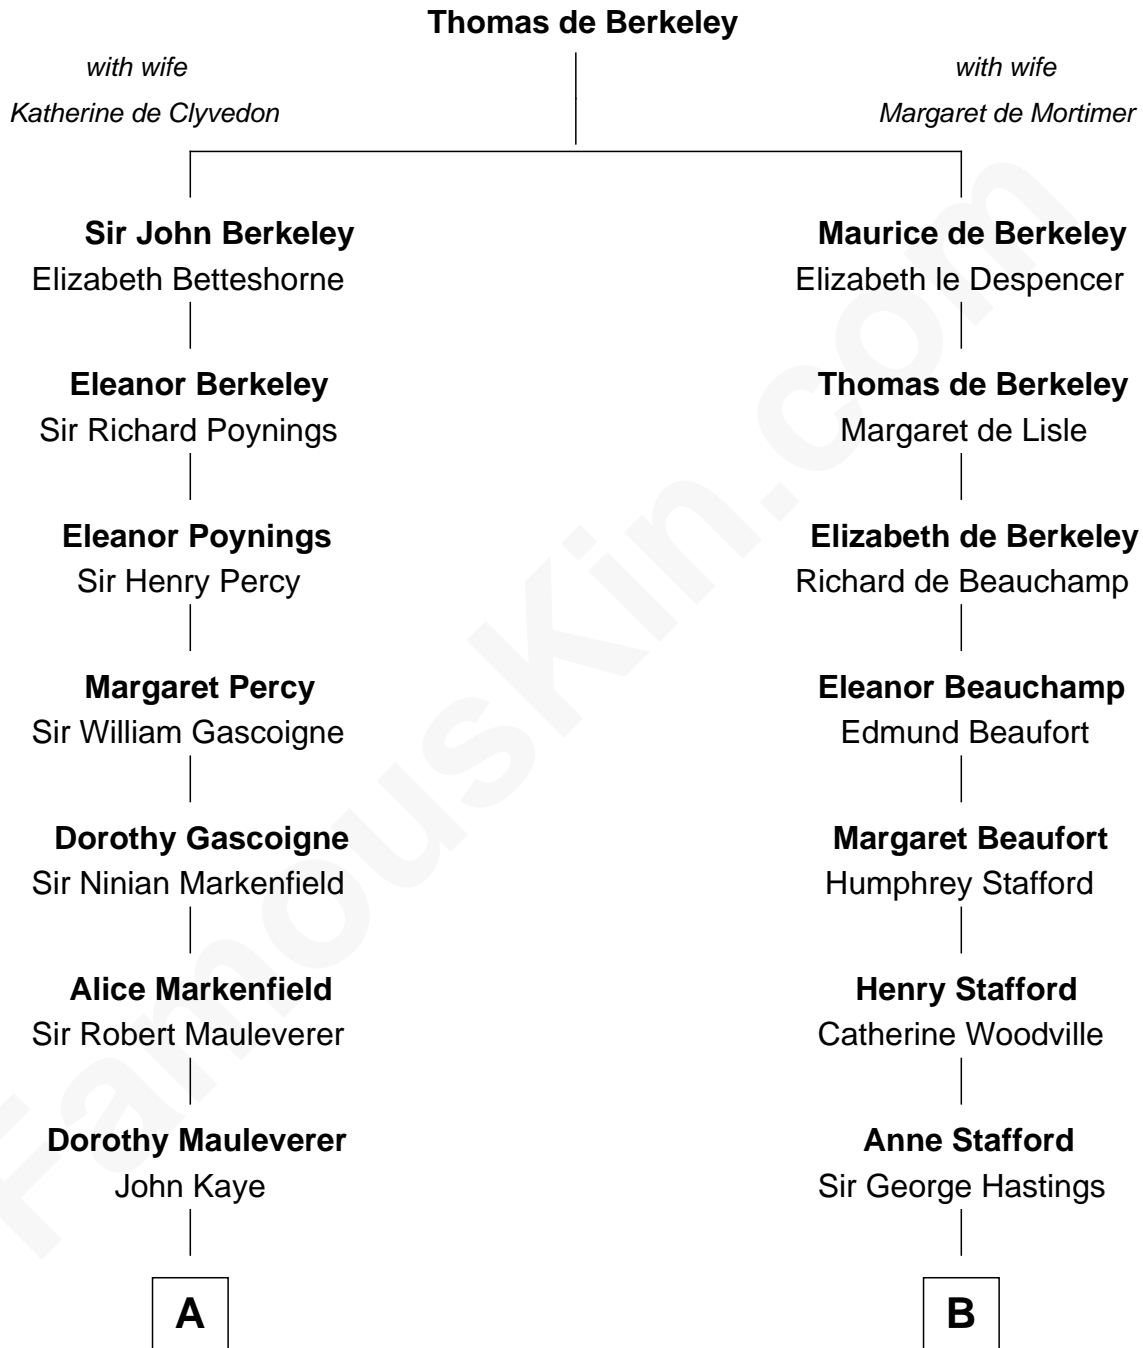 Thomas de Berkeley
with wife
Katherine de Clyvedon
with wife
Margaret de Mortimer
Sir John Berkeley
Elizabeth Betteshorne
Maurice de Berkeley
Elizabeth le Despencer
Eleanor Berkeley
Sir Richard Poynings
Thomas de Berkeley
Margaret de Lisle
Eleanor Poynings
Sir Henry Percy
Elizabeth de Berkeley
Richard de Beauchamp
Margaret Percy
Sir William Gascoigne
Eleanor Beauchamp
Edmund Beaufort
Dorothy Gascoigne
Sir Ninian Markenfield
Margaret Beaufort
Humphrey Stafford
Alice Markenfield
Sir Robert Mauleverer
Henry Stafford
Catherine Woodville
Dorothy Mauleverer
John Kaye
Anne Stafford
Sir George Hastings
A
B
FamousKin.com